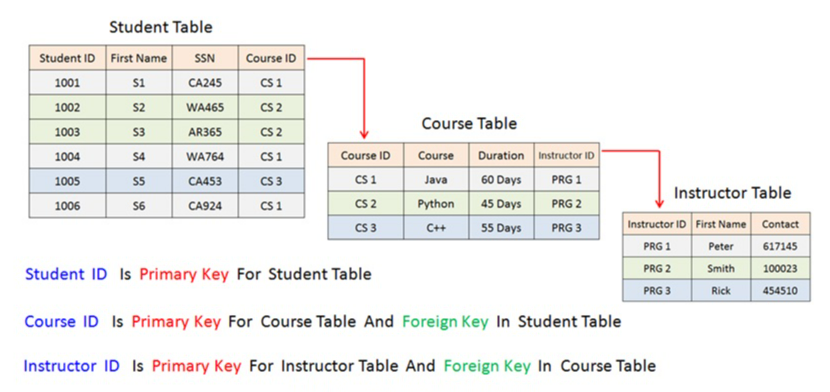 Student Table
Student ID First Name SSN Course ID
1001 S1 CA245 CS 1
1002 S2 WA465 CS 2
1003 S3 AR365 CS 2
1004 S4 WA764 CS 1
1005 S5 CA453 CS 3
1006 S6 CA924 CS 1
Course Table
Course ID Course Duration Instructor ID
CS 1 Java 60 Days PRG 1
CS 2 Python 45 Days PRG 2
CS 3 C++ 55 Days PRG 3
Instructor Table
Instructor ID First Name Contact
PRG 1 Peter 617145
PRG 2 Smith 100023
PRG 3 Rick 454510
Student ID Is Primary Key For Student Table
Course ID Is Primary Key For Course Table And Foreign Key In Student Table
Instructor ID Is Primary Key For Instructor Table And Foreign Key In Course Table